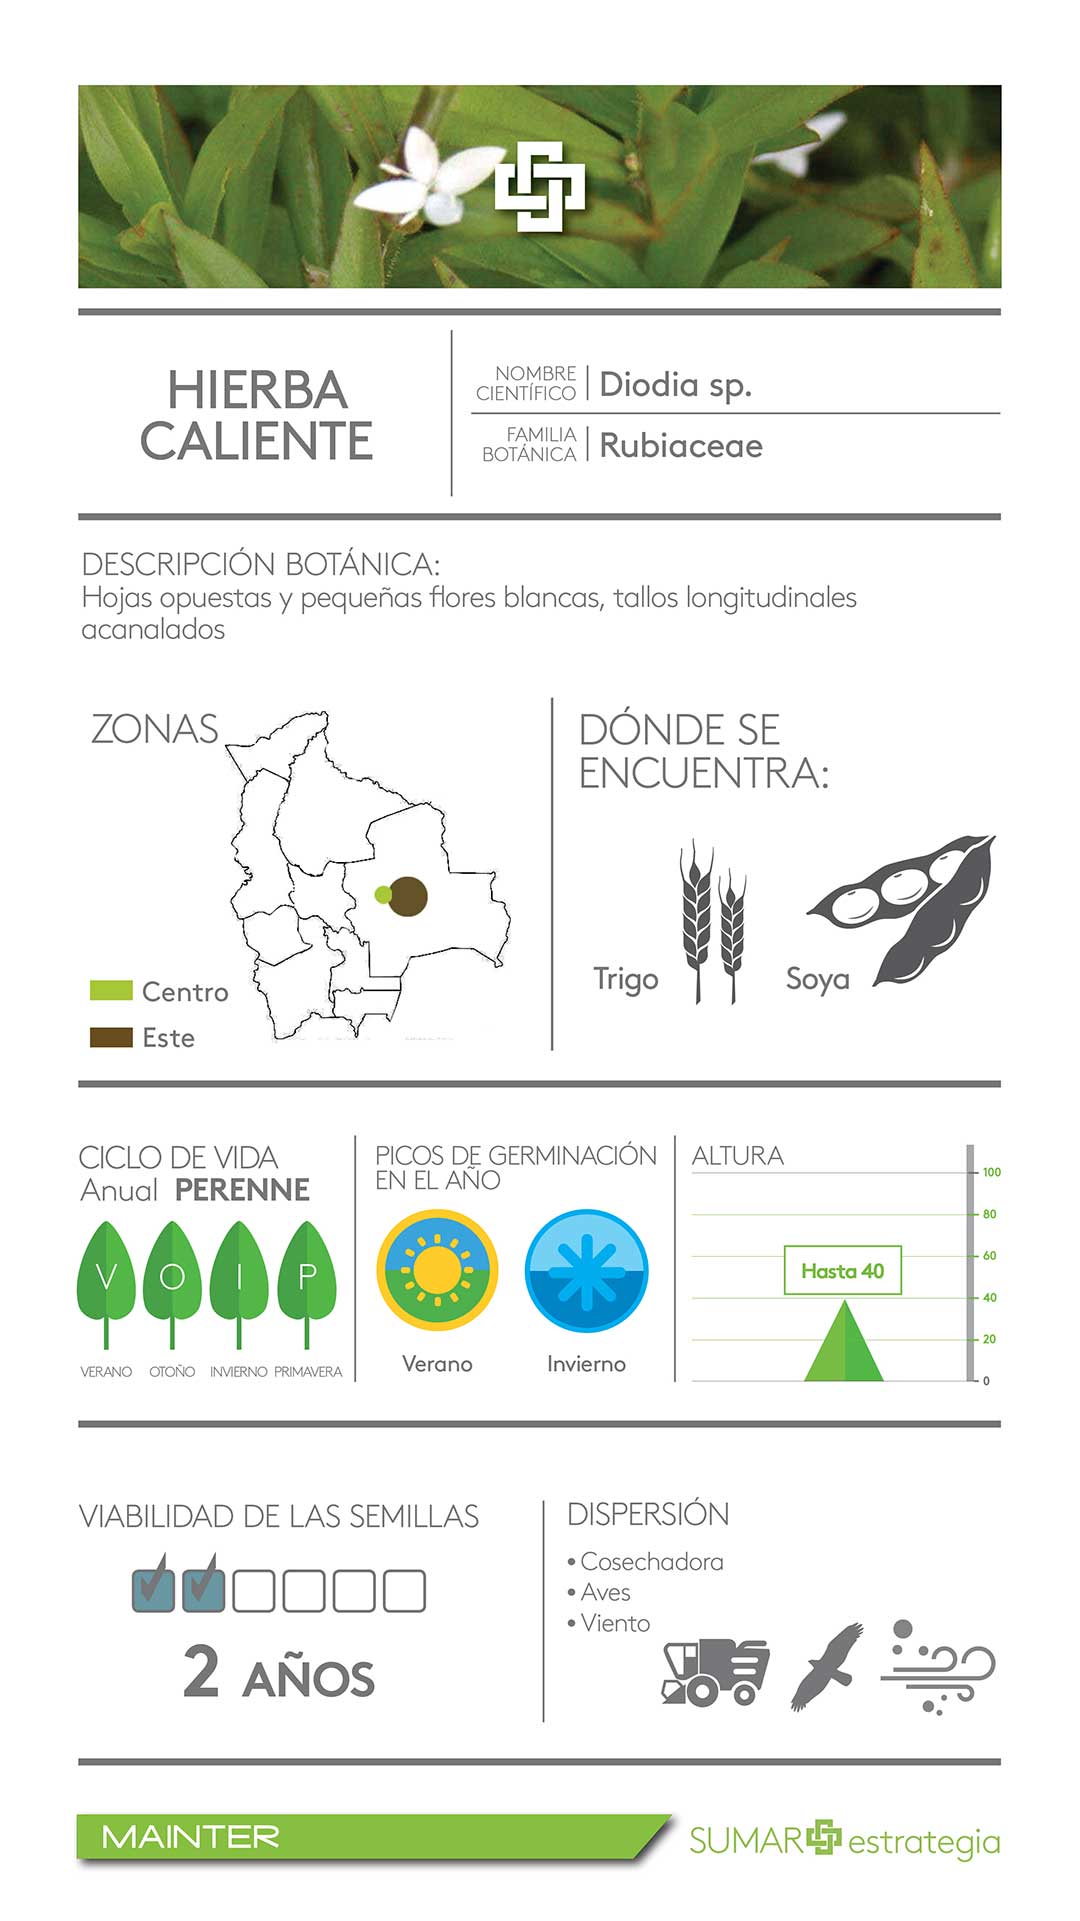 HIERBA
CALIENTE
NOMBRE
CIENTÍFICO
Diodia sp.
FAMILIA
BOTÁNICA
Rubiaceae
DESCRIPCIÓN BOTÁNICA:
Hojas opuestas y pequeñas flores blancas, tallos longitudinales
acanalados
ZONAS
Centro
Este
DÓNDE SE
ENCUENTRA:
Trigo
Soya
CICLO DE VIDA
Anual PERENNE
V O I P
VERANO OTOÑO INVIERNO PRIMAVERA
PICOS DE GERMINACIÓN
EN EL AÑO
Verano
Invierno
ALTURA
100
80
60
Hasta 40
40
20
0
VIABILIDAD DE LAS SEMILLAS
2 AÑOS
DISPERSIÓN
• Cosechadora
• Aves
• Viento
MAINTER
SUMAR estrategia